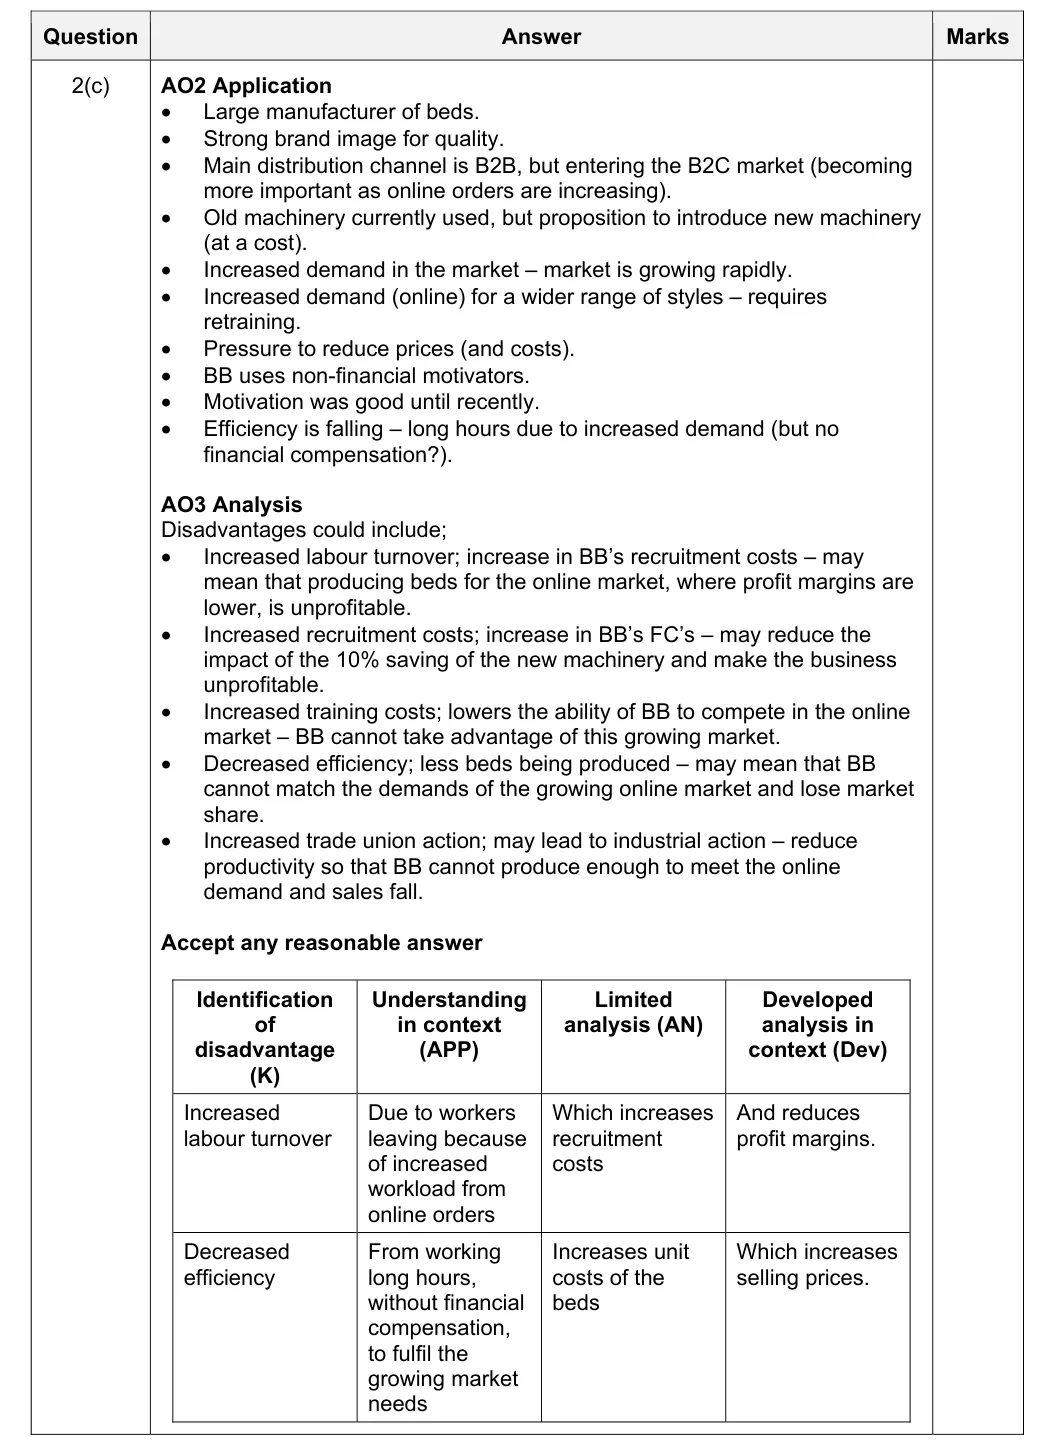 Question Answer Marks
2(c) AO2 Application
• Large manufacturer of beds.
• Strong brand image for quality.
• Main distribution channel is B2B, but entering the B2C market (becoming
more important as online orders are increasing).
• Old machinery currently used, but proposition to introduce new machinery
(at a cost).
• Increased demand in the market – market is growing rapidly.
• Increased demand (online) for a wider range of styles – requires
retraining.
• Pressure to reduce prices (and costs).
• BB uses non-financial motivators.
• Motivation was good until recently.
• Efficiency is falling – long hours due to increased demand (but no
financial compensation?).
AO3 Analysis
Disadvantages could include;
• Increased labour turnover; increase in BB's recruitment costs – may
mean that producing beds for the online market, where profit margins are
lower, is unprofitable.
• Increased recruitment costs; increase in BB's FC's – may reduce the
impact of the 10% saving of the new machinery and make the business
unprofitable.
• Increased training costs; lowers the ability of BB to compete in the online
market – BB cannot take advantage of this growing market.
• Decreased efficiency; less beds being produced – may mean that BB
cannot match the demands of the growing online market and lose market
share.
• Increased trade union action; may lead to industrial action – reduce
productivity so that BB cannot produce enough to meet the online
demand and sales fall.
Accept any reasonable answer
Identification
of
disadvantage
(K)
Understanding
in context
(APP)
Limited
analysis (AN)
Developed
analysis in
context (Dev)
Increased
labour turnover
Due to workers
leaving because
of increased
workload from
online orders
Which increases
recruitment
costs
And reduces
profit margins.
Decreased
efficiency
From working
long hours,
without financial
compensation,
to fulfil the
growing market
needs
Increases unit
costs of the
beds
Which increases
selling prices.